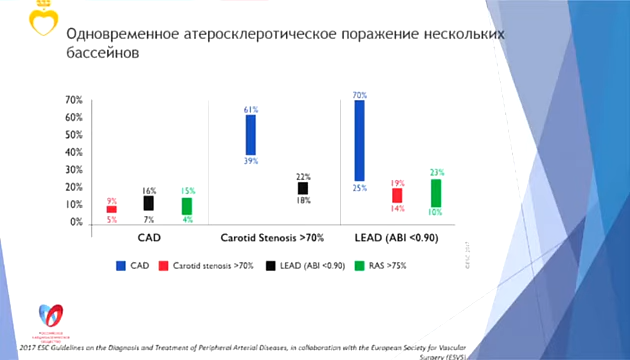 Одновременное атеросклеротическое поражение нескольких
бассейнов
70%
60%
50%
40%
30%
20%
10%
0%
9%
5%
16%
7%
15%
4%
61%
39%
22%
18%
70%
25%
19%
14%
23%
10%
CAD
Carotid Stenosis >70%
LEAD (ABI <0.90)
CAD
Carotid stenosis >70%
LEAD (ABI <0.90)
RAS >75%
2017 ESC Guidelines on the Diagnosis and Treatment of Peripheral Arterial Diseases, in collaboration with the European Society for Vascular
Surgery (ESVS)